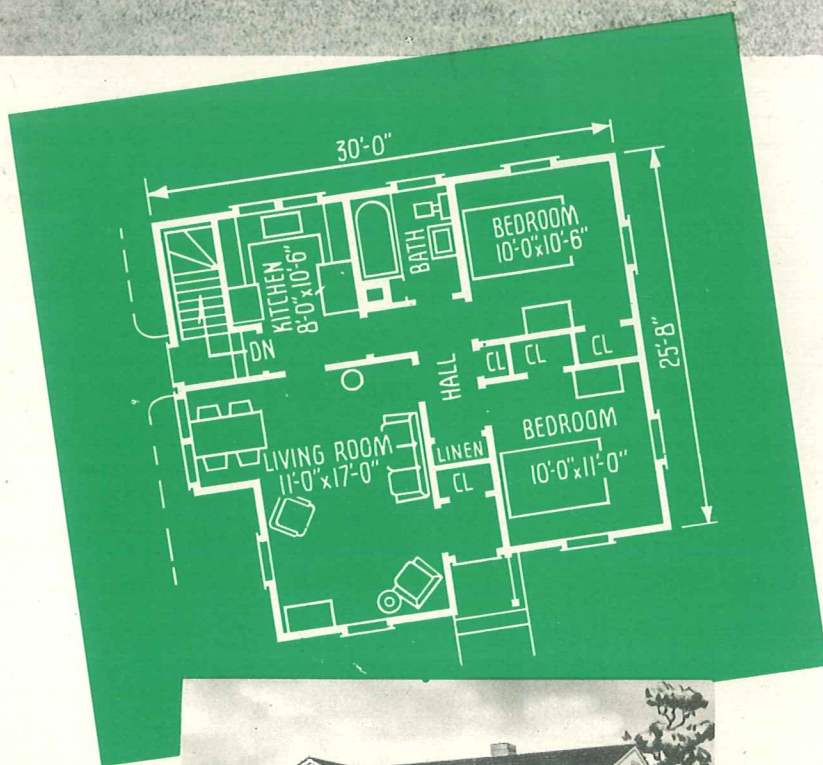 30'-0"
KITCHEN
8'-0"x10'-6"
BATH
BEDROOM
10'-0"x10'-6"
DN
HALL
CL
CL
CL
25'-8"
LIVING ROOM
11'-0"x17'-0"
LINEN
CL
BEDROOM
10'-0"x11'-0"